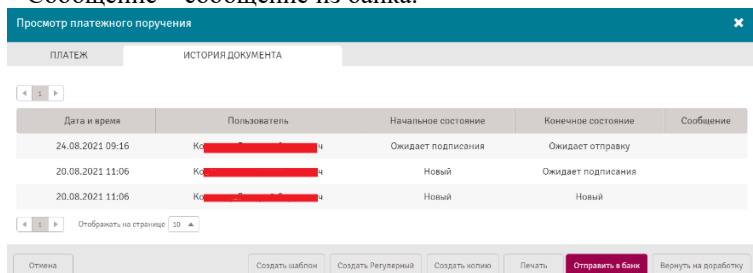 Сообщение – сообщение из банка.
Просмотр платежного поручения
ПЛАТЕЖ ИСТОРИЯ ДОКУМЕНТА
1
Дата и время Пользователь Начальное состояние Конечное состояние Сообщение
24.08.2021 09:16 Ожидает подписания Ожидает отправку
20.08.2021 11:06 Новый Ожидает подписания
20.08.2021 11:06 Новый Новый
1 Отображать на странице 10
Отмена Создать шаблон Создать Регулярный Создать копию Печать Отправить в банк Вернуть на доработку